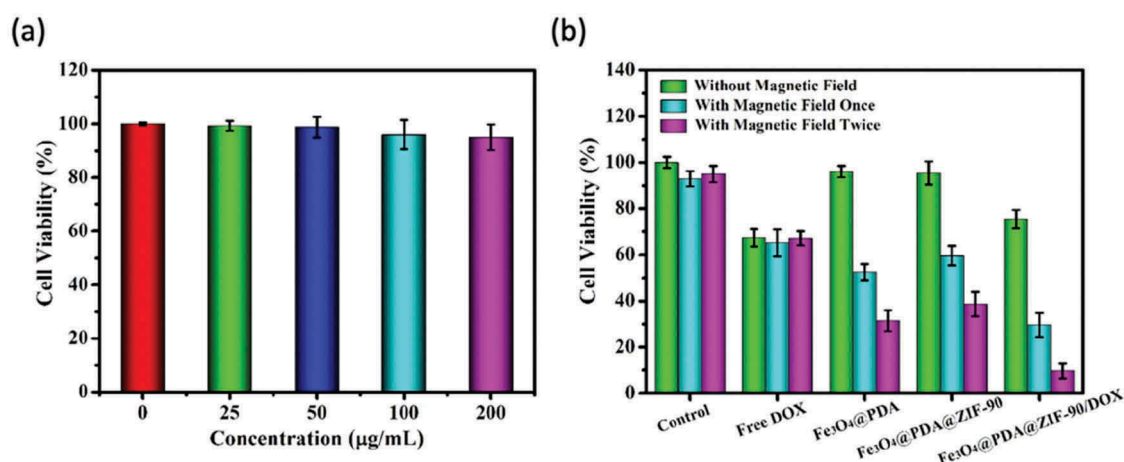 (a)
120
100
80
60
40
20
0
Cell Viability (%)
0 25 50 100 200
Concentration (μg/mL)
(b)
140
120
100
80
60
40
20
0
Cell Viability (%)
Without Magnetic Field
With Magnetic Field Once
With Magnetic Field Twice
Control
Free DOX
Fe₃O₄@PDA
Fe₃O₄@PDA@ZIF-90
Fe₃O₄@PDA@ZIF-90/DOX